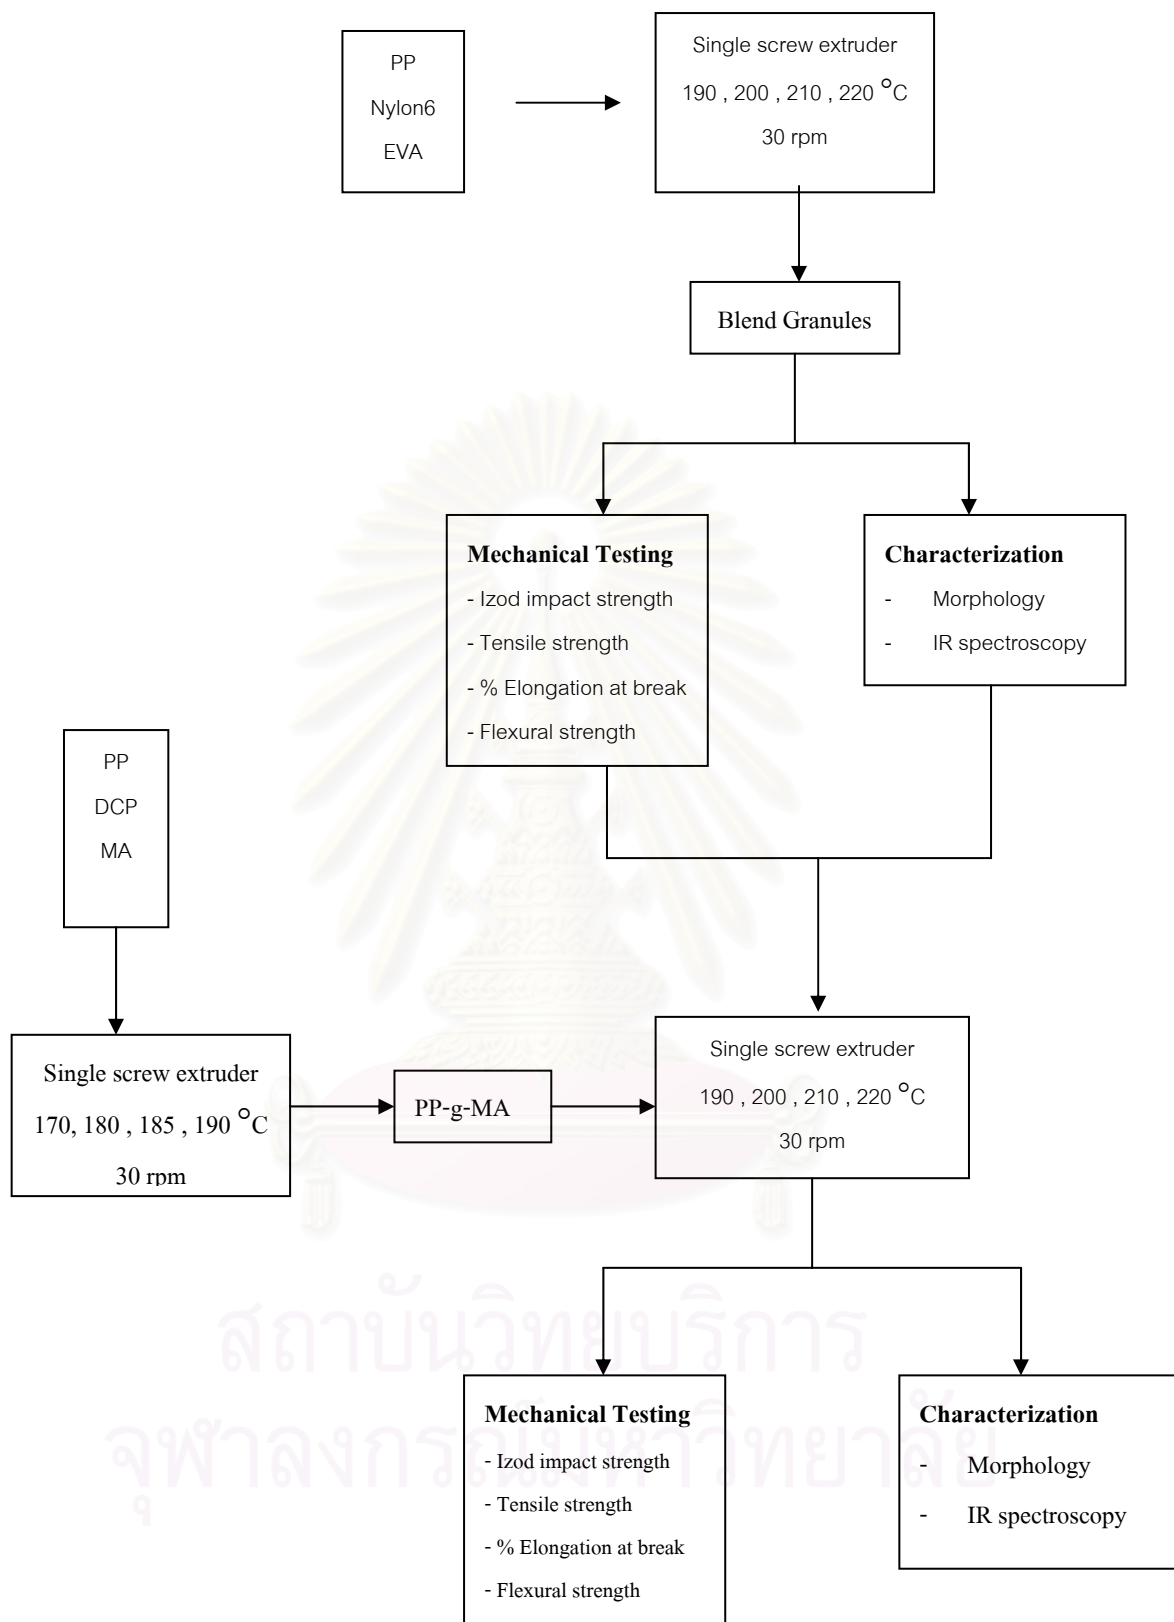 PP
Nylon6
EVA
Single screw extruder
190 , 200 , 210 , 220 °C
30 rpm
Blend Granules
Mechanical Testing
- Izod impact strength
- Tensile strength
- % Elongation at break
- Flexural strength
Characterization
- Morphology
- IR spectroscopy
PP
DCP
MA
Single screw extruder
170, 180 , 185 , 190 °C
30 rpm
PP-g-MA
Single screw extruder
190 , 200 , 210 , 220 °C
30 rpm
สถาบันวิทยบริการ
จุฬาลงกรณ์มหาวิทยาลัย
Mechanical Testing
- Izod impact strength
- Tensile strength
- % Elongation at break
- Flexural strength
Characterization
- Morphology
- IR spectroscopy